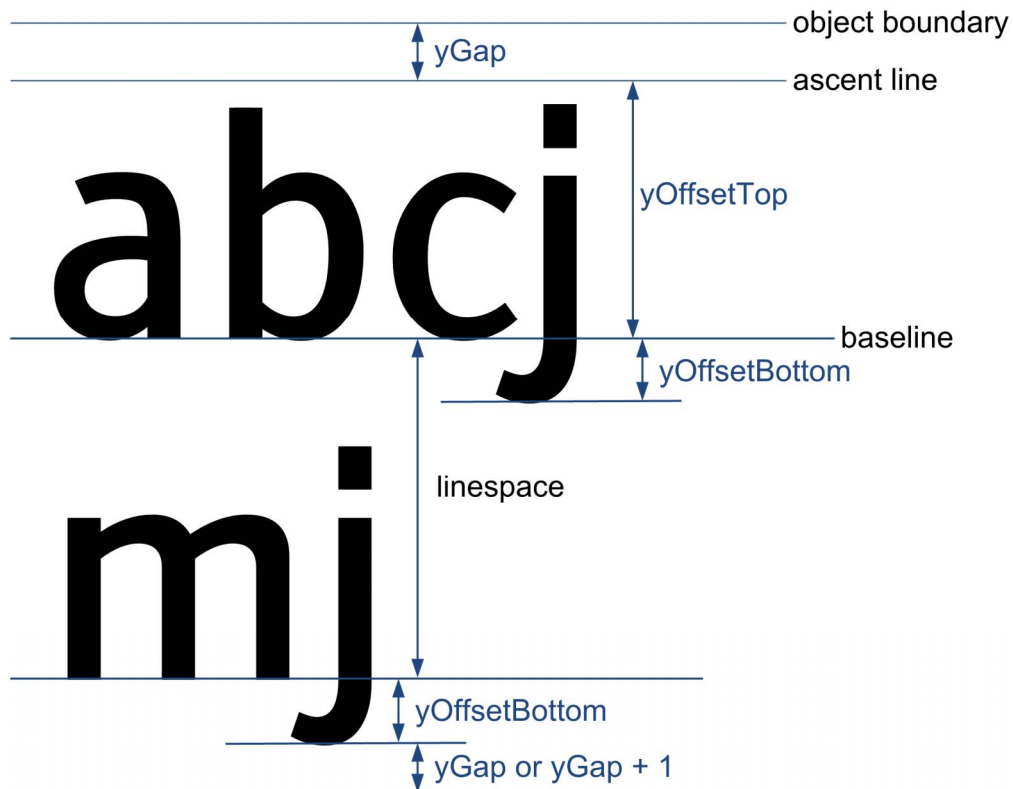 object boundary
yGap
ascent line
abcj
yOffsetTop
baseline
yOffsetBottom
linespace
mj
yOffsetBottom
yGap or yGap + 1